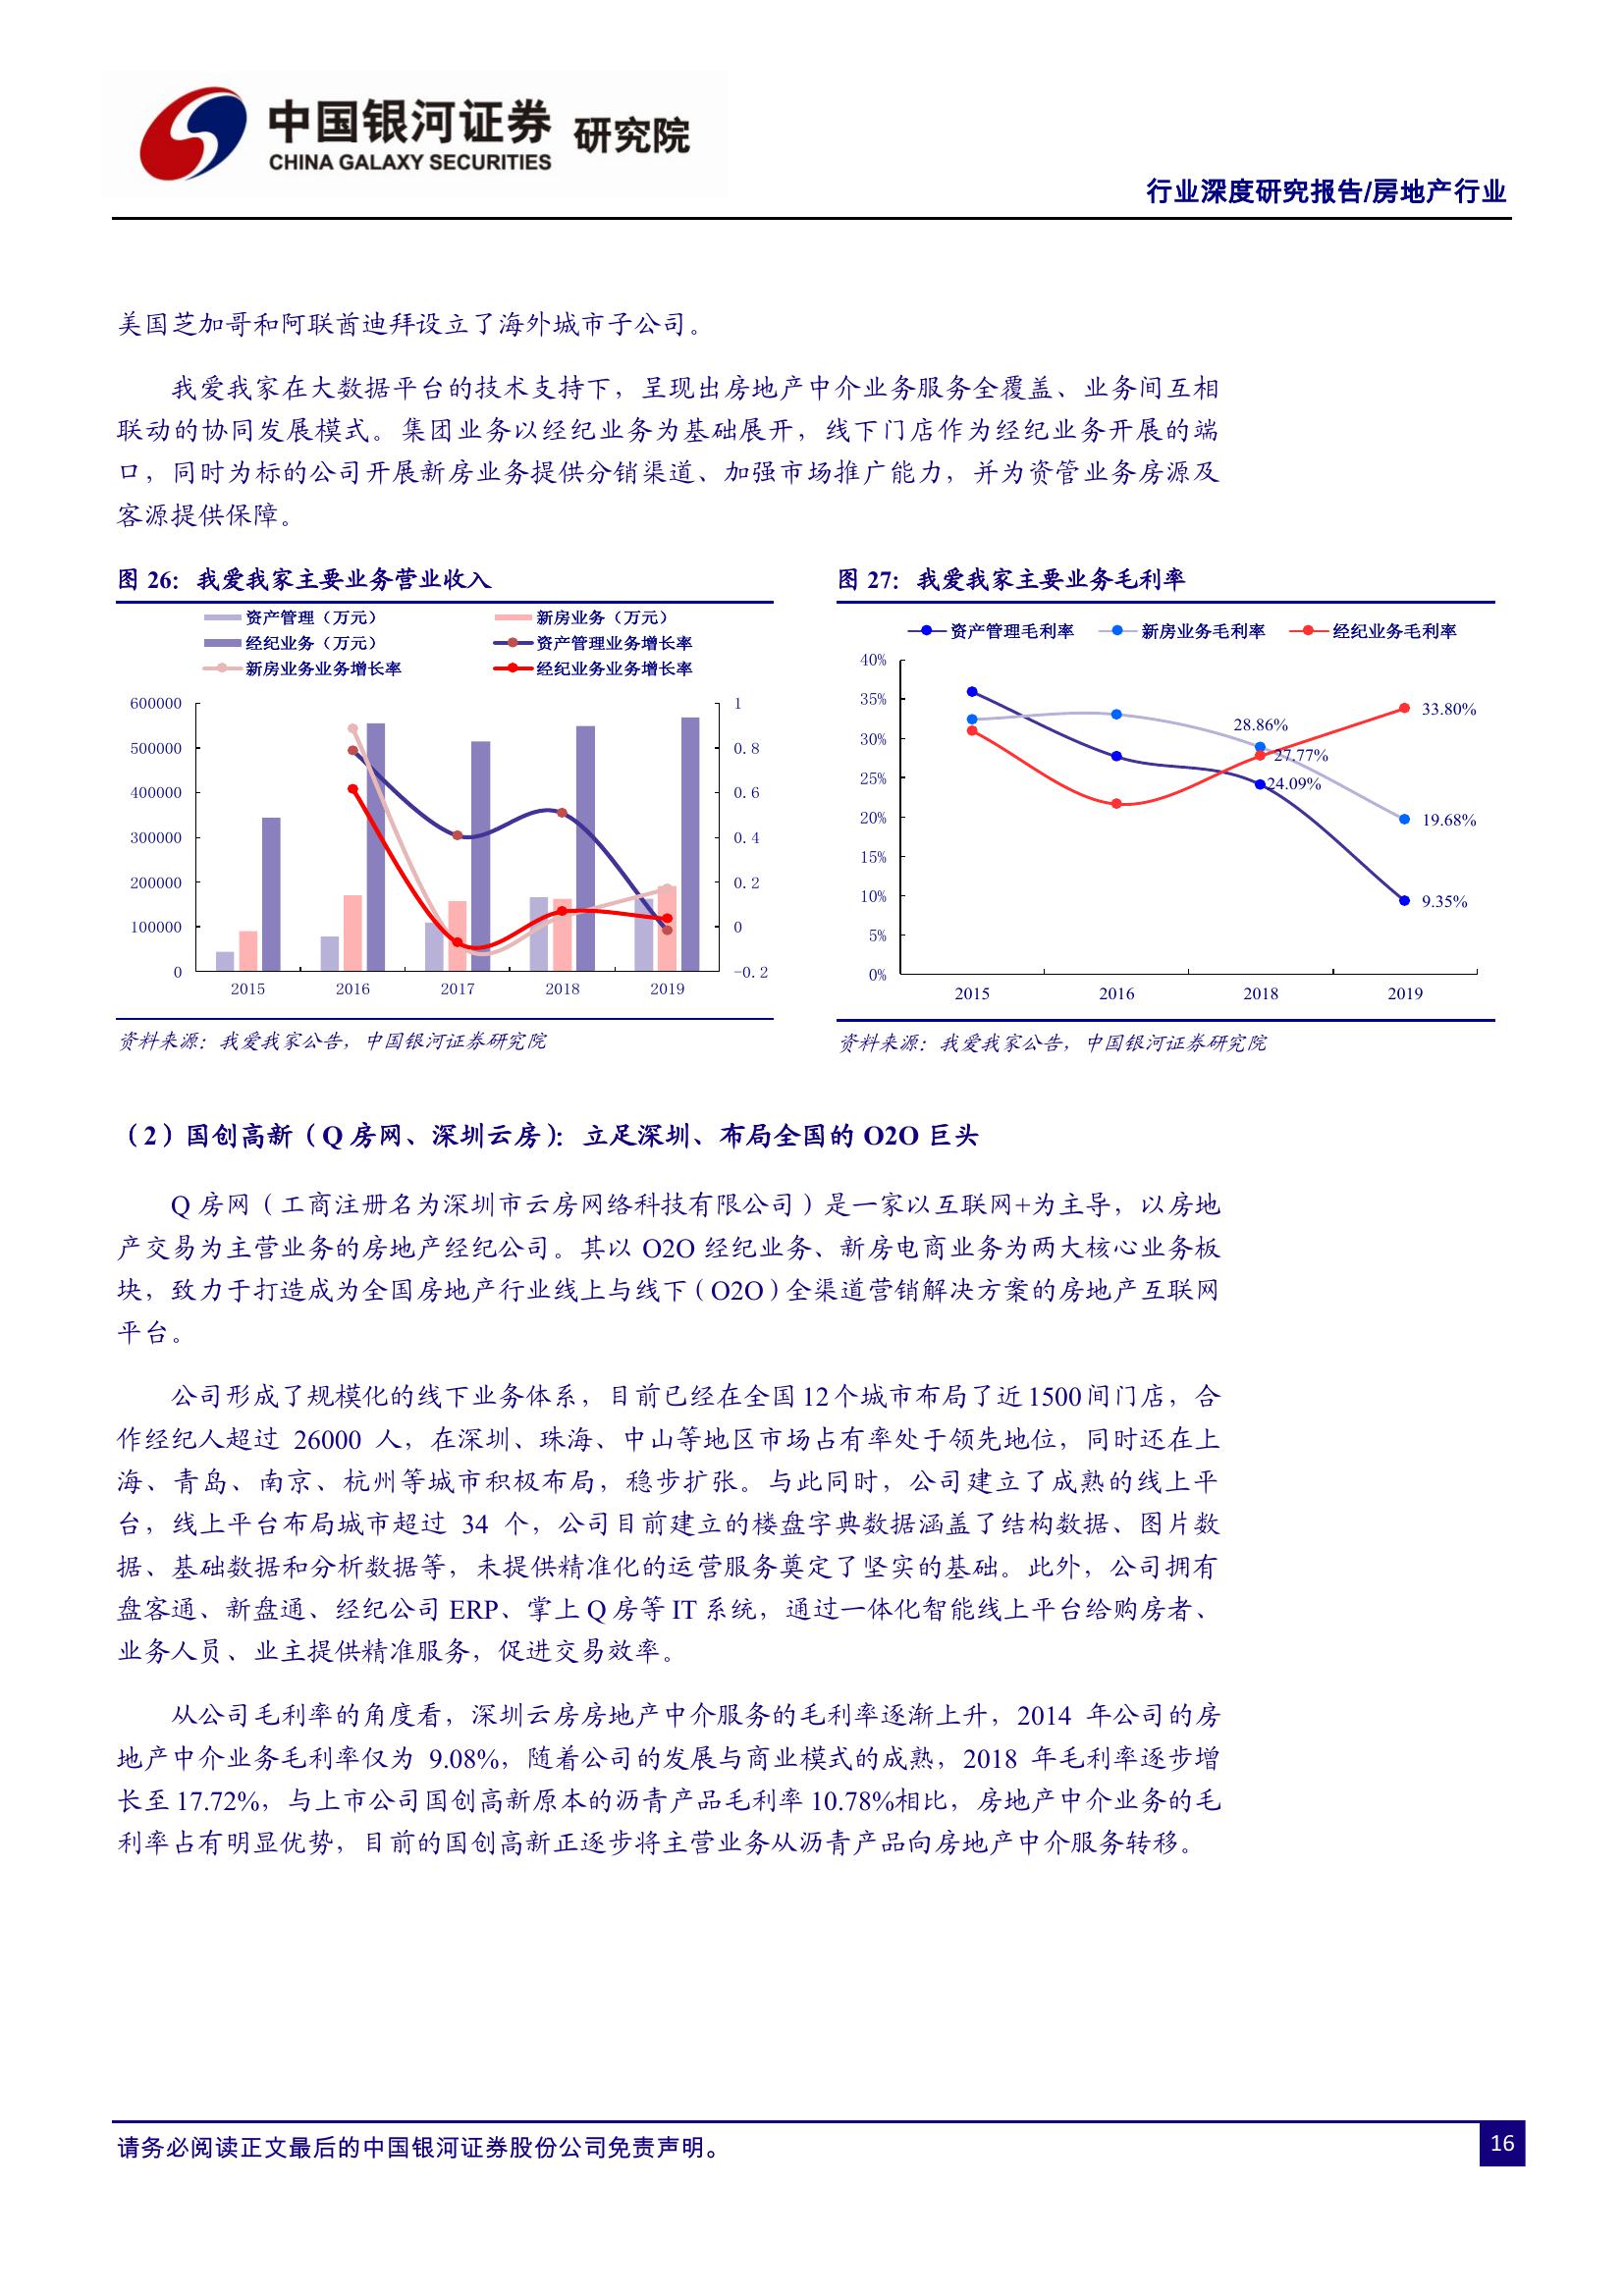 中国银河证券 研究院
CHINA GALAXY SECURITIES
行业深度研究报告/房地产行业
美国芝加哥和阿联酋迪拜设立了海外城市子公司。
我爱我家在大数据平台的技术支持下，呈现出房地产中介业务服务全覆盖、业务间互相
联动的协同发展模式。集团业务以经纪业务为基础展开，线下门店作为经纪业务开展的端
口，同时为标的公司开展新房业务提供分销渠道、加强市场推广能力，并为资管业务房源及
客源提供保障。
图 26：我爱我家主要业务营业收入
资产管理（万元） 新房业务（万元）
经纪业务（万元） 资产管理业务增长率
新房业务业务增长率 经纪业务业务增长率
600000 1
500000 0.8
400000 0.6
300000 0.4
200000 0.2
100000 0
0 -0.2
2015 2016 2017 2018 2019
资料来源：我爱我家公告，中国银河证券研究院
图 27：我爱我家主要业务毛利率
资产管理毛利率 新房业务毛利率 经纪业务毛利率
40%
35%
30%
25%
20%
15%
10%
5%
0%
28.86%
27.77%
24.09%
33.80%
19.68%
9.35%
2015 2016 2018 2019
资料来源：我爱我家公告，中国银河证券研究院
（2）国创高新（Q 房网、深圳云房）：立足深圳、布局全国的 O2O 巨头
Q 房网（工商注册名为深圳市云房网络科技有限公司）是一家以互联网+为主导，以房地
产交易为主营业务的房地产经纪公司。其以 O2O 经纪业务、新房电商业务为两大核心业务板
块，致力于打造成为全国房地产行业线上与线下（O2O）全渠道营销解决方案的房地产互联网
平台。
公司形成了规模化的线下业务体系，目前已经在全国 12 个城市布局了近 1500 间门店，合
作经纪人超过 26000 人，在深圳、珠海、中山等地区市场占有率处于领先地位，同时还在上
海、青岛、南京、杭州等城市积极布局，稳步扩张。与此同时，公司建立了成熟的线上平
台，线上平台布局城市超过 34 个，公司目前建立的楼盘字典数据涵盖了结构数据、图片数
据、基础数据和分析数据等，未提供精准化的运营服务奠定了坚实的基础。此外，公司拥有
盘客通、新盘通、经纪公司 ERP、掌上 Q 房等 IT 系统，通过一体化智能线上平台给购房者、
业务人员、业主提供精准服务，促进交易效率。
从公司毛利率的角度看，深圳云房房地产中介服务的毛利率逐渐上升，2014 年公司的房
地产中介业务毛利率仅为 9.08%，随着公司的发展与商业模式的成熟，2018 年毛利率逐步增
长至 17.72%，与上市公司国创高新原本的沥青产品毛利率 10.78%相比，房地产中介业务的毛
利率占有明显优势，目前的国创高新正逐步将主营业务从沥青产品向房地产中介服务转移。
请务必阅读正文最后的中国银河证券股份公司免责声明。
16